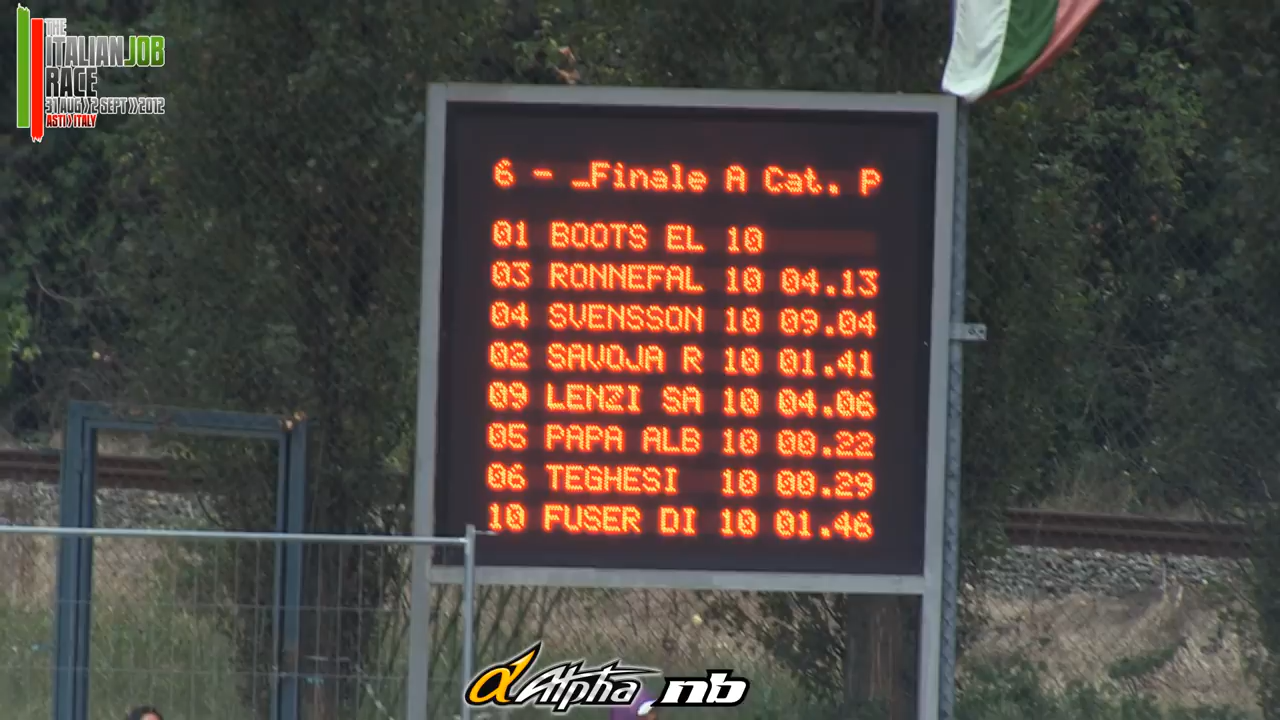 THE
ITALIANJOB
RACE
31 AUG >> 2 SEPT >> 2012
ASTI > ITALY
6 - _Finale A Cat. P
01 BOOTS EL 10
03 RONNEFAL 10 04.13
04 SVENSSON 10 09.04
02 SAVOJA R 10 01.41
09 LENZI SA 10 04.06
05 PAPA ALB 10 00.22
06 TEGHESI 10 00.29
10 FUSER DI 10 01.46
Alpha nb